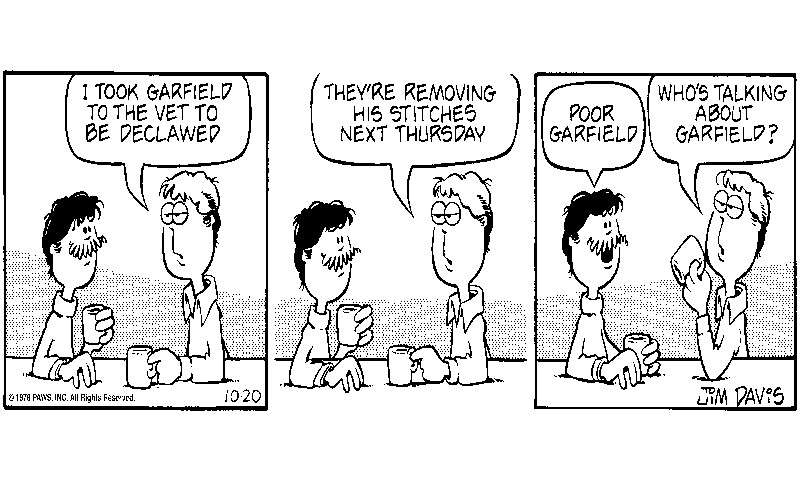 I TOOK GARFIELD
TO THE VET TO
BE DECLAWED
© 1978 PAWS, INC. All Rights Reserved.
10-20
THEY'RE REMOVING
HIS STITCHES
NEXT THURSDAY
POOR
GARFIELD
WHO'S TALKING
ABOUT
GARFIELD?
JIM DAVIS